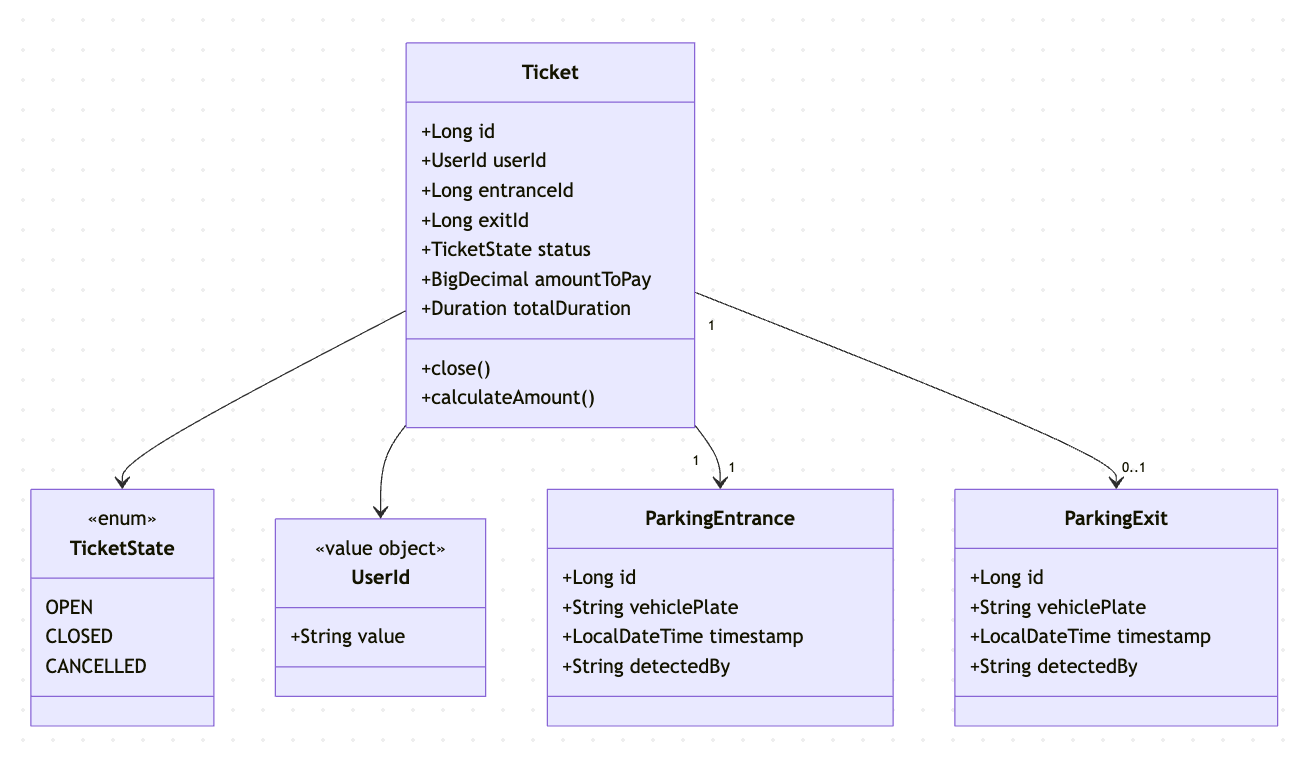 Ticket
+Long id
+UserId userId
+Long entranceId
+Long exitId
+TicketState status
+BigDecimal amountToPay
+Duration totalDuration
+close()
+calculateAmount()
1
1
1
0..1
«enum»
TicketState
OPEN
CLOSED
CANCELLED
«value object»
UserId
+String value
ParkingEntrance
+Long id
+String vehiclePlate
+LocalDateTime timestamp
+String detectedBy
ParkingExit
+Long id
+String vehiclePlate
+LocalDateTime timestamp
+String detectedBy